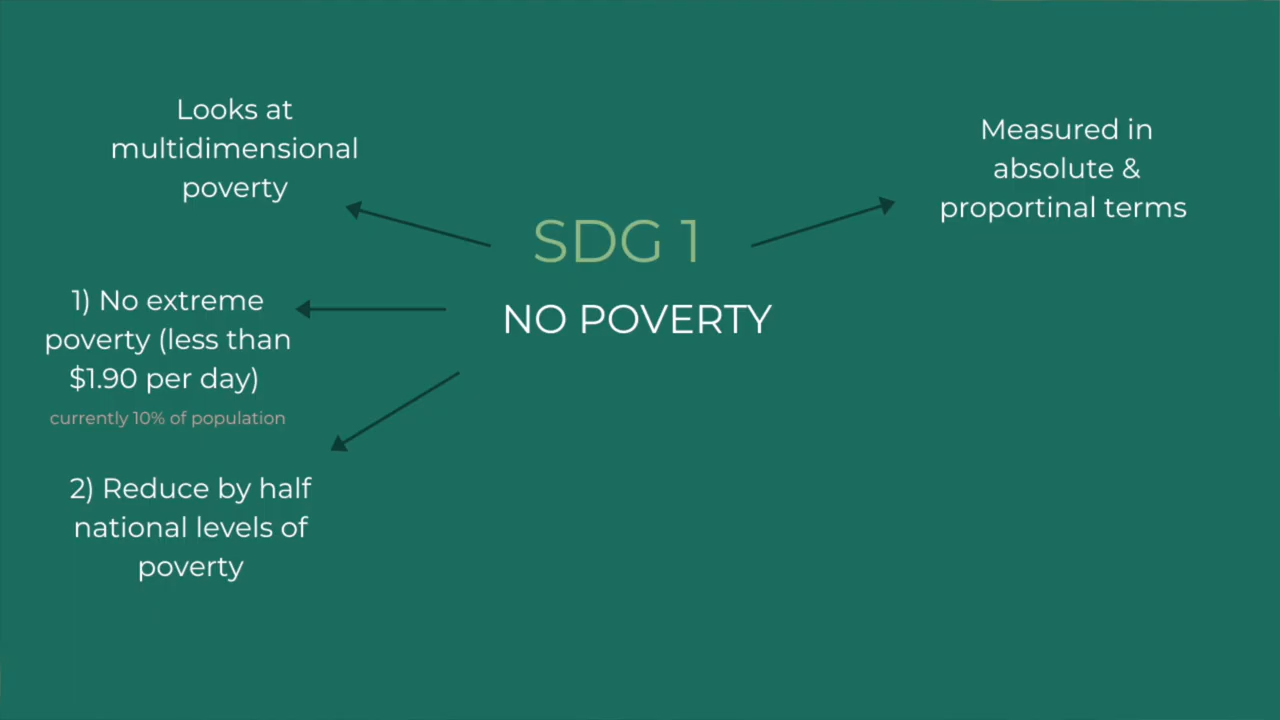 Looks at
multidimensional
poverty
Measured in
absolute &
proportinal terms
SDG 1
NO POVERTY
1) No extreme
poverty (less than
$1.90 per day)
currently 10% of population
2) Reduce by half
national levels of
poverty